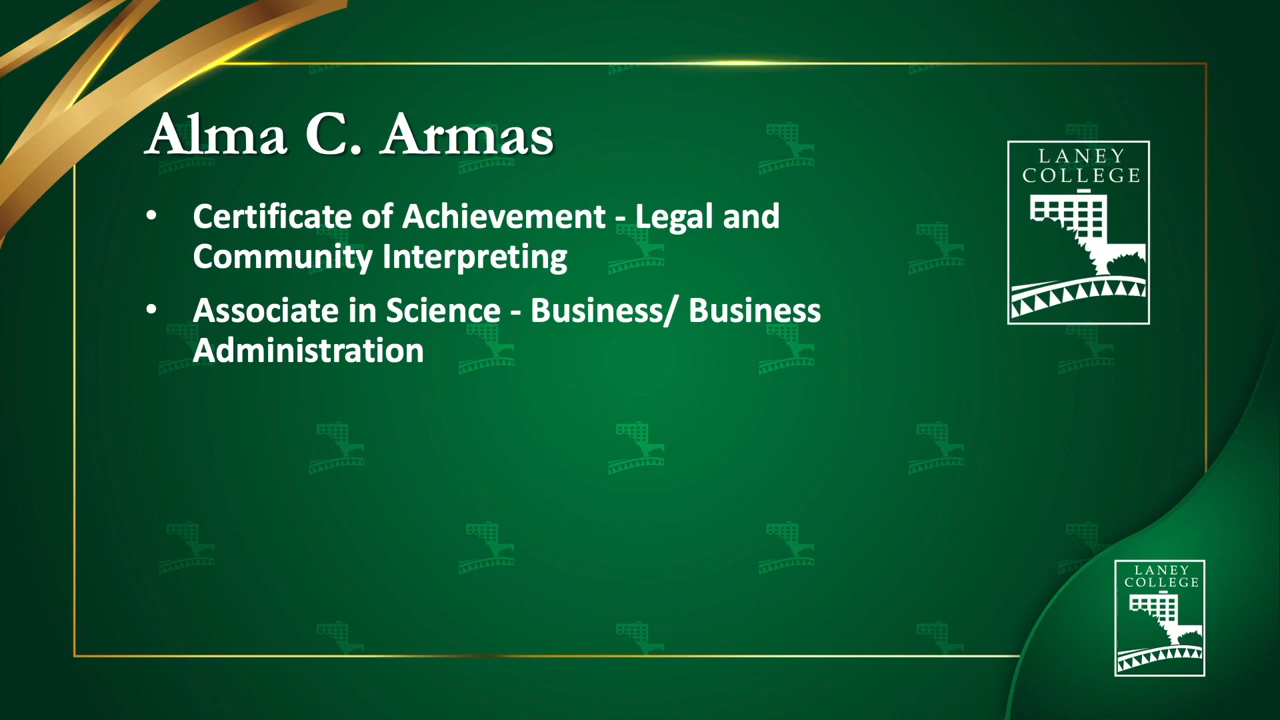 Alma C. Armas
• Certificate of Achievement - Legal and
Community Interpreting
• Associate in Science - Business/ Business
Administration
LANEY
COLLEGE
LANEY
COLLEGE